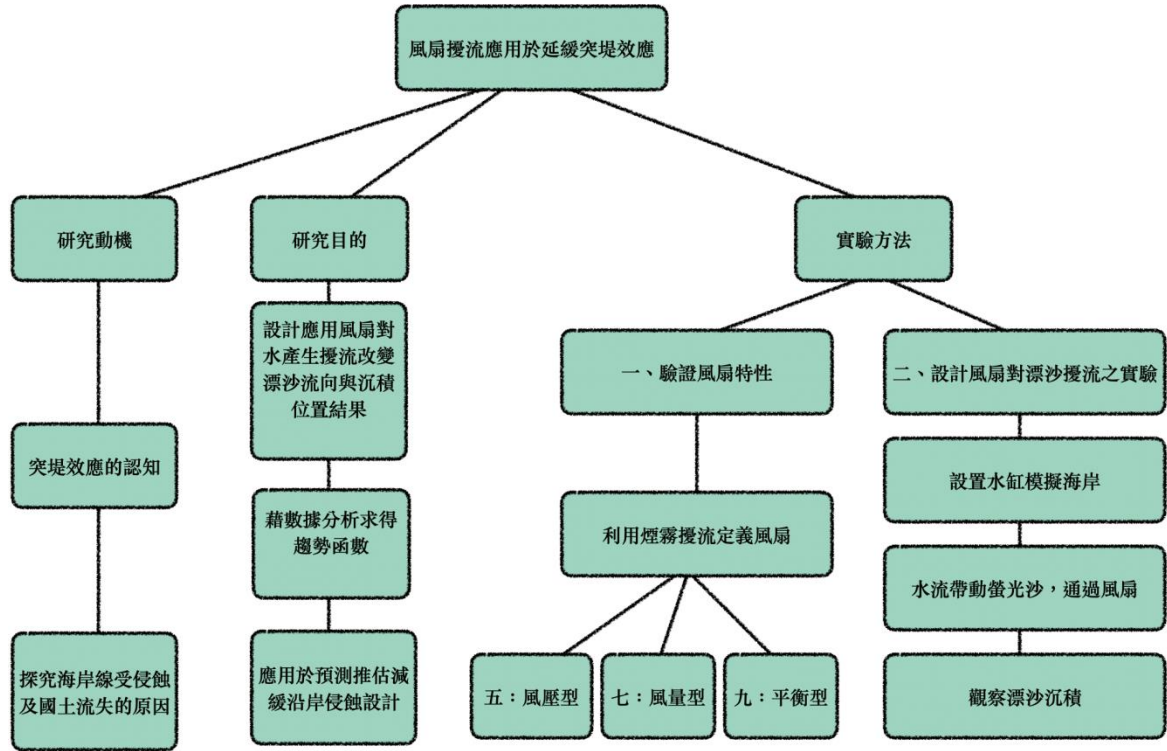 風扇擾流應用於延緩突堤效應
研究動機
突堤效應的認知
探究海岸線受侵蝕
及國土流失的原因
研究目的
設計應用風扇對
水產生擾流改變
漂沙流向與沉積
位置結果
藉數據分析求得
趨勢函數
應用於預測推估減
緩沿岸侵蝕設計
實驗方法
一、驗證風扇特性
利用煙霧擾流定義風扇
五：風壓型
七：風量型
九：平衡型
二、設計風扇對漂沙擾流之實驗
設置水缸模擬海岸
水流帶動螢光沙，通過風扇
觀察漂沙沉積